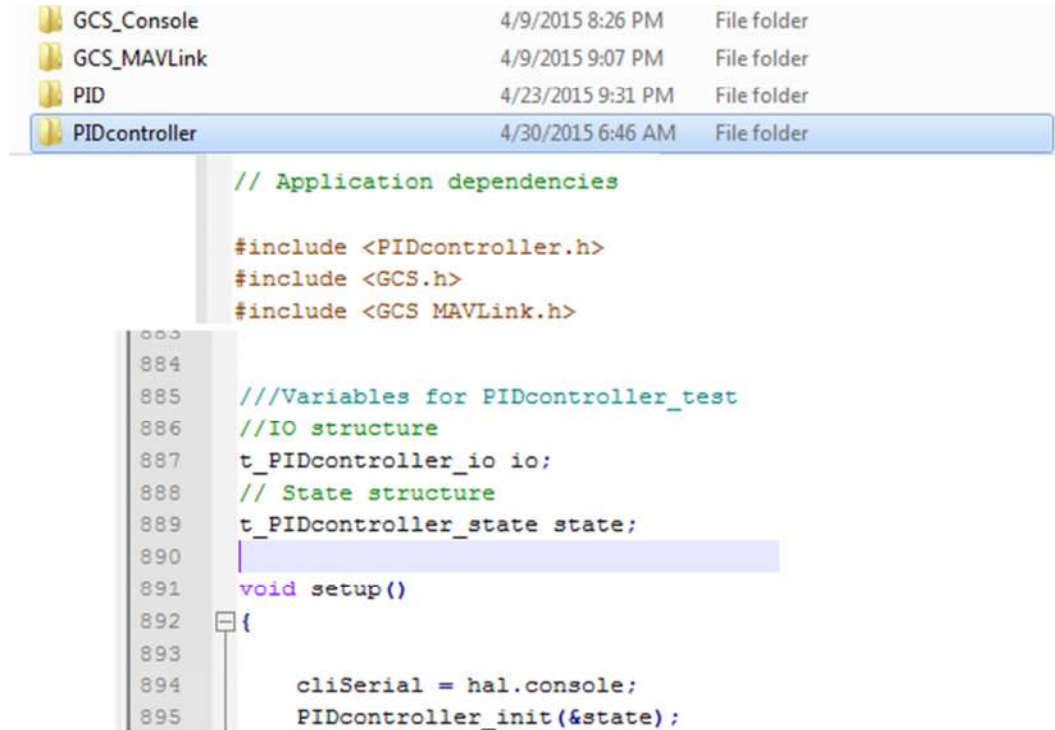 GCS_Console 4/9/2015 8:26 PM File folder
GCS_MAVLink 4/9/2015 9:07 PM File folder
PID 4/23/2015 9:31 PM File folder
PIDcontroller 4/30/2015 6:46 AM File folder
// Application dependencies
#include <PIDcontroller.h>
#include <GCS.h>
#include <GCS MAVLink.h>
883
884
885 ///Variables for PIDcontroller_test
886 //IO structure
887 t_PIDcontroller_io io;
888 // State structure
889 t_PIDcontroller_state state;
890
891 void setup()
892 {
893
894 cliSerial = hal.console;
895 PIDcontroller_init(&state);